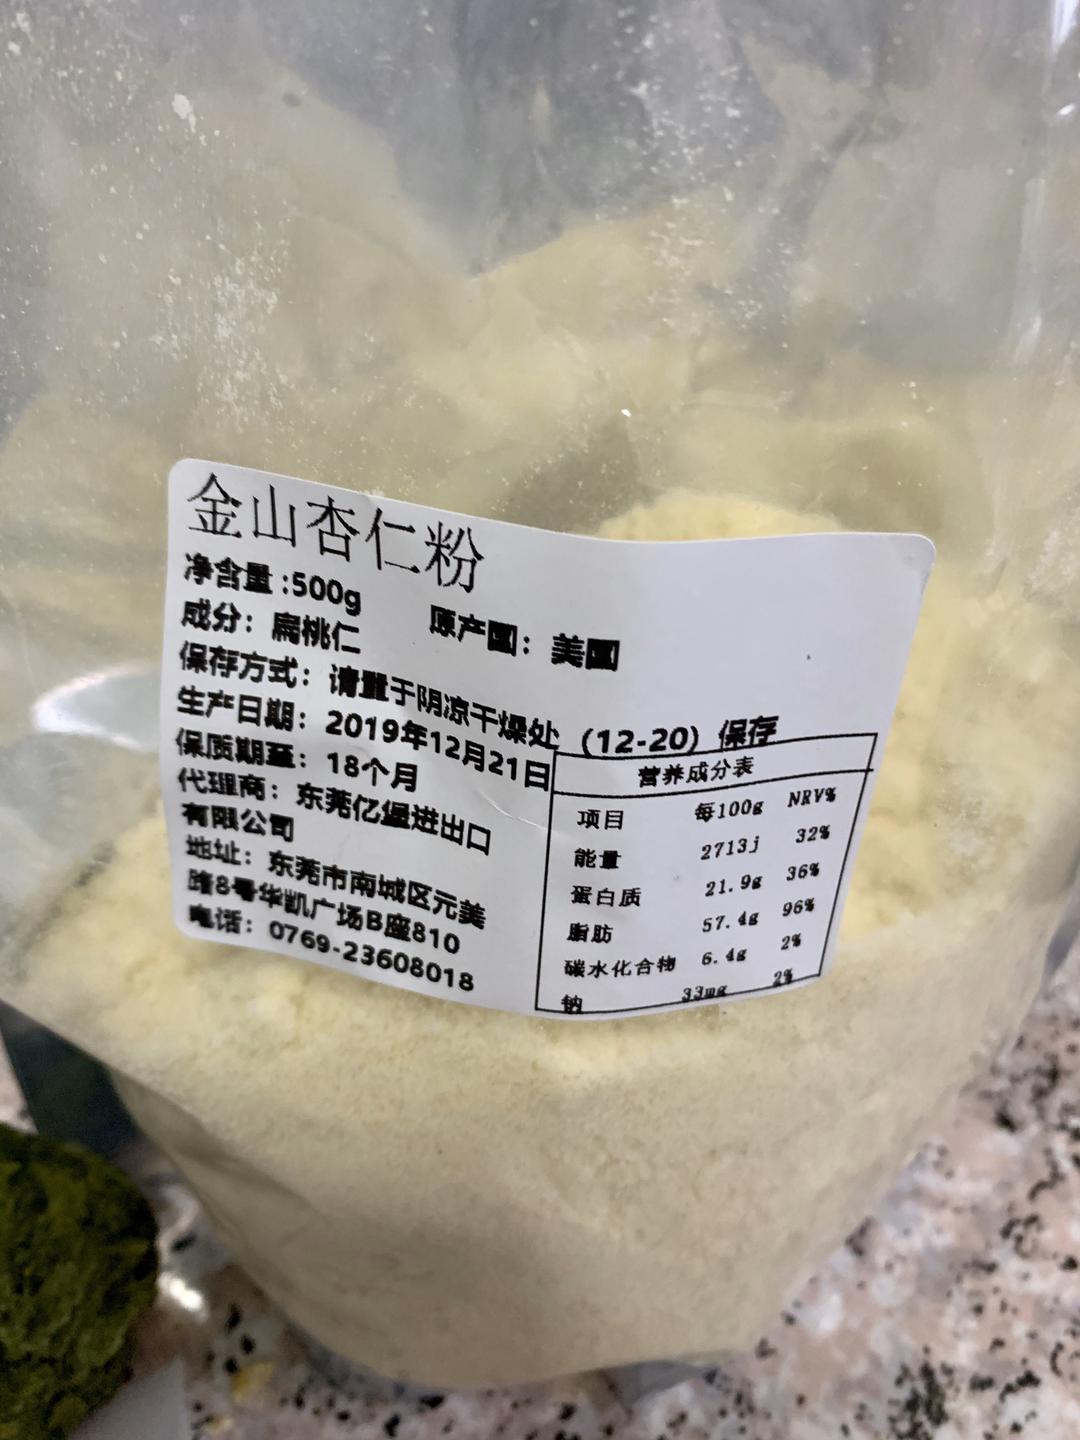 金山杏仁粉
净含量:500g 原产国：美国
成分：扁桃仁
保存方式：请置于阴凉干燥处（12-20）保存
生产日期：2019年12月21日
保质期至：18个月
代理商：东莞亿堡进出口
有限公司
地址：东莞市南城区元美
路8号华凯广场B座810
电话：0769-23608018
营养成分表
项目 每100g NRV%
能量 2713j 32%
蛋白质 21.9g 36%
脂肪 57.4g 96%
碳水化合物 6.4g 2%
钠 33mg 2%